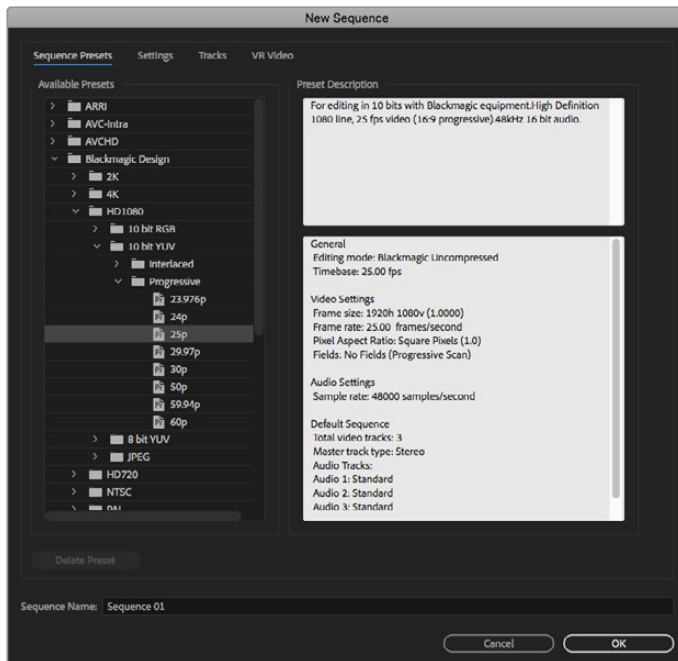 New Sequence
Sequence Presets Settings Tracks VR Video
Available Presets
ARRI
AVC-Intra
AVCHD
Blackmagic Design
2K
4K
HD1080
10 bit RGB
10 bit YUV
Interlaced
Progressive
23.976p
24p
25p
29.97p
30p
50p
59.94p
60p
8 bit YUV
JPEG
HD720
NTSC
PAL
Delete Preset
Preset Description
For editing in 10 bits with Blackmagic equipment.High Definition
1080 line, 25 fps video (16:9 progressive).48kHz 16 bit audio.
General
Editing mode: Blackmagic Uncompressed
Timebase: 25.00 fps
Video Settings
Frame size: 1920h 1080v (1.0000)
Frame rate: 25.00 frames/second
Pixel Aspect Ratio: Square Pixels (1.0)
Fields: No Fields (Progressive Scan)
Audio Settings
Sample rate: 48000 samples/second
Default Sequence
Total video tracks: 3
Master track type: Stereo
Audio Tracks:
Audio 1: Standard
Audio 2: Standard
Audio 3: Standard
Sequence Name: Sequence 01
Cancel OK